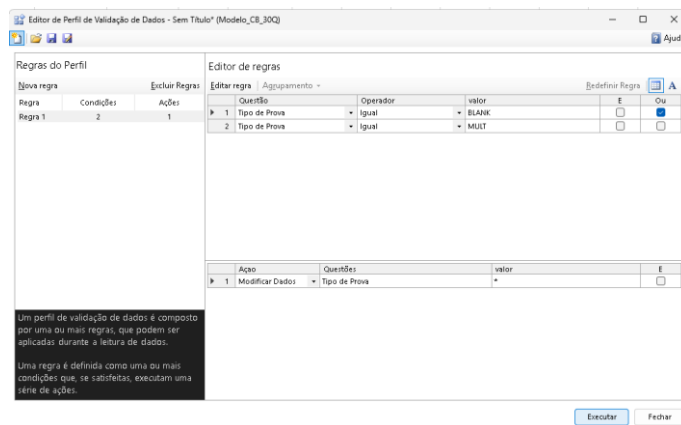 Editor de Perfil de Validação de Dados - Sem Título* (Modelo_CB_30Q)
Ajud
Regras do Perfil
Nova regra Excluir Regras
Regra Condições Ações
Regra 1 2 1
Um perfil de validação de dados é composto
por uma ou mais regras, que podem ser
aplicadas durante a leitura de dados.
Uma regra é definida como uma ou mais
condições que, se satisfeitas, executam uma
série de ações.
Editor de regras
Editar regra Agrupamento Redefinir Regra A
Questão Operador valor E Ou
1 Tipo de Prova Igual BLANK
2 Tipo de Prova Igual MULT
Açao Questões valor E
1 Modificar Dados Tipo de Prova *
Executar Fechar